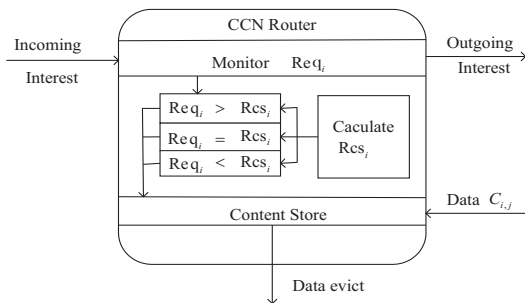 CCN Router
Incoming
Interest
Monitor Req_i
Outgoing
Interest
Req_i > Rcs_i
Req_i = Rcs_i
Req_i < Rcs_i
Caculate
Rcs_i
Data C_{i,j}
Content Store
Data evict